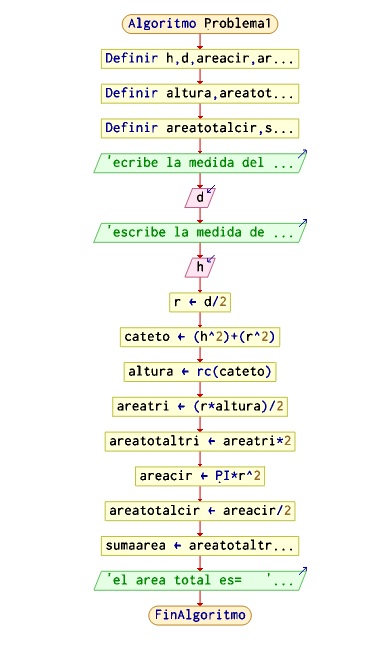 Algoritmo Problema1
Definir h,d,areacir,ar...
Definir altura,areatot...
Definir areatotalcir,s...
'ecribe la medida del ...
d
'escribe la medida de ...
h
r ← d/2
cateto ← (h^2)+(r^2)
altura ← rc(cateto)
areatri ← (r*altura)/2
areatotaltri ← areatri*2
areacir ← PI*r^2
areatotalcir ← areacir/2
sumaarea ← areatotaltr...
'el area total es=   '...
FinAlgoritmo